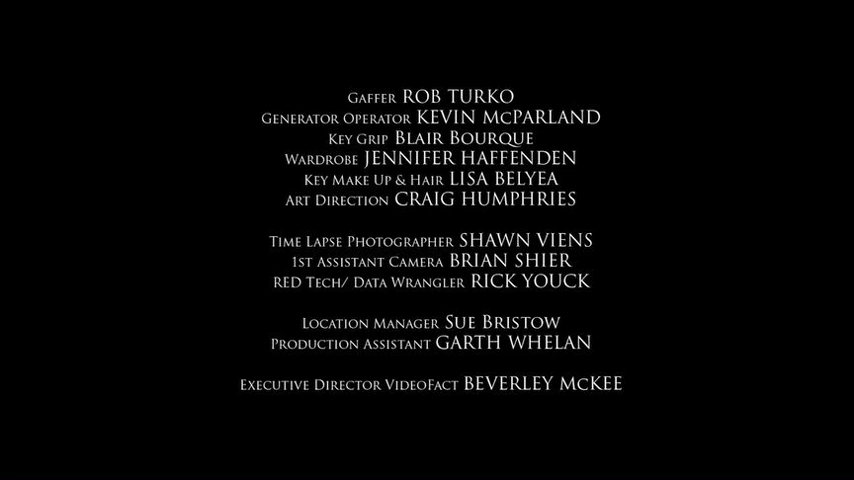 Gaffer ROB TURKO
Generator Operator KEVIN McPARLAND
Key Grip Blair Bourque
Wardrobe JENNIFER HAFFENDEN
Key Make Up & Hair LISA BELYEA
Art Direction CRAIG HUMPHRIES
Time Lapse Photographer SHAWN VIENS
1st Assistant Camera BRIAN SHIER
RED Tech/ Data Wrangler RICK YOUCK
Location Manager Sue Bristow
Production Assistant GARTH WHELAN
Executive Director VideoFact BEVERLEY McKEE